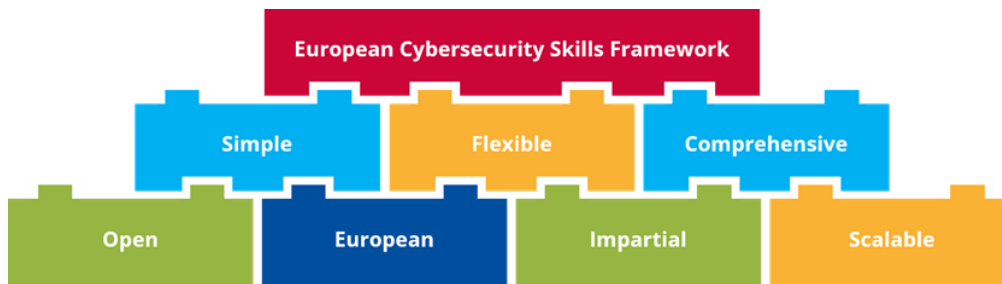 European Cybersecurity Skills Framework
Simple
Flexible
Comprehensive
Open
European
Impartial
Scalable